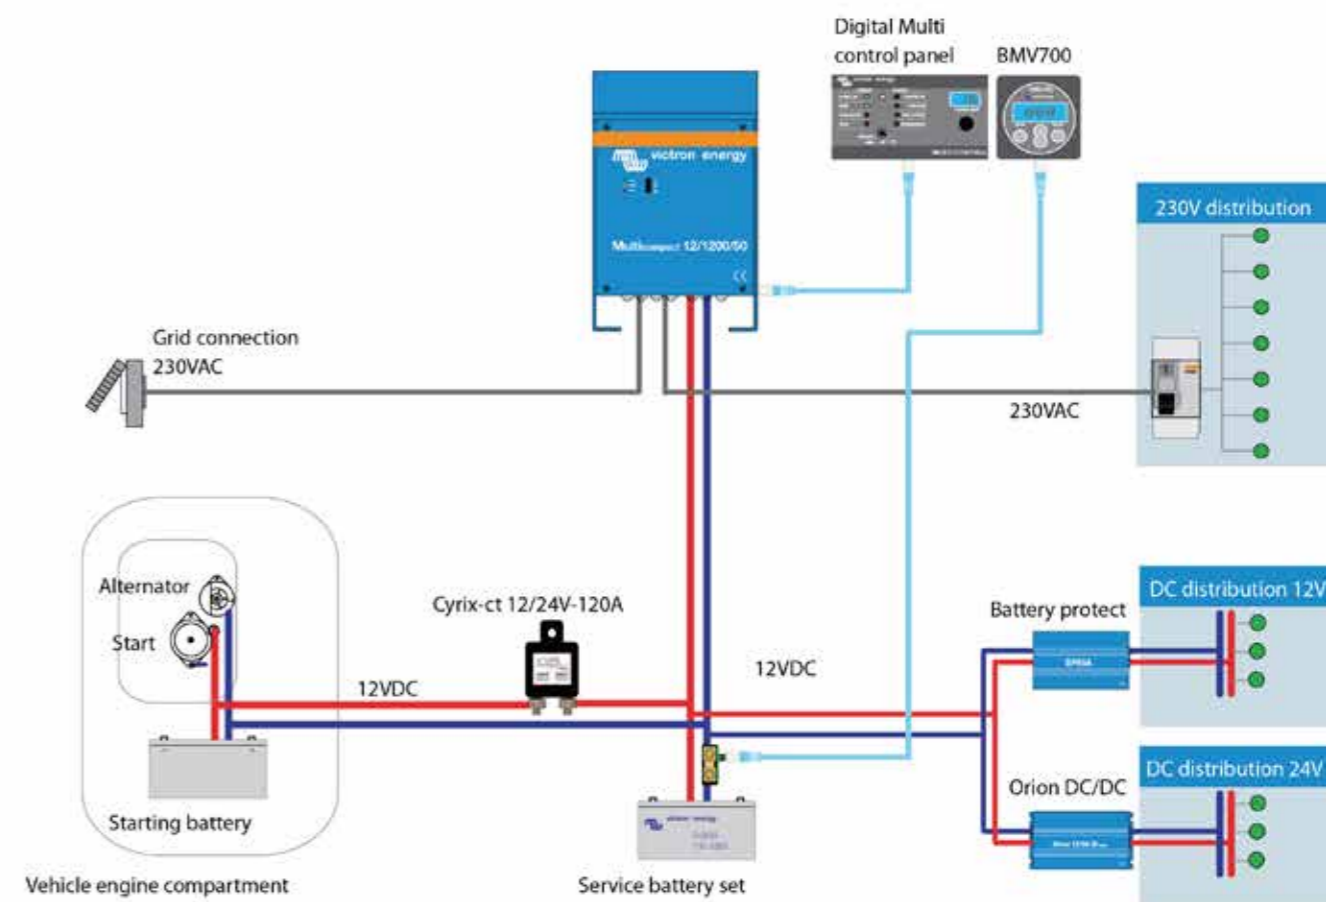 Digital Multi
control panel
BMV700
victron energy
Multicompact 12/1200/50
230V distribution
Grid connection
230VAC
230VAC
Alternator
Start
Cyrix-ct 12/24V-120A
12VDC
12VDC
Battery protect
DC distribution 12V
Orion DC/DC
DC distribution 24V
Starting battery
Vehicle engine compartment
Service battery set